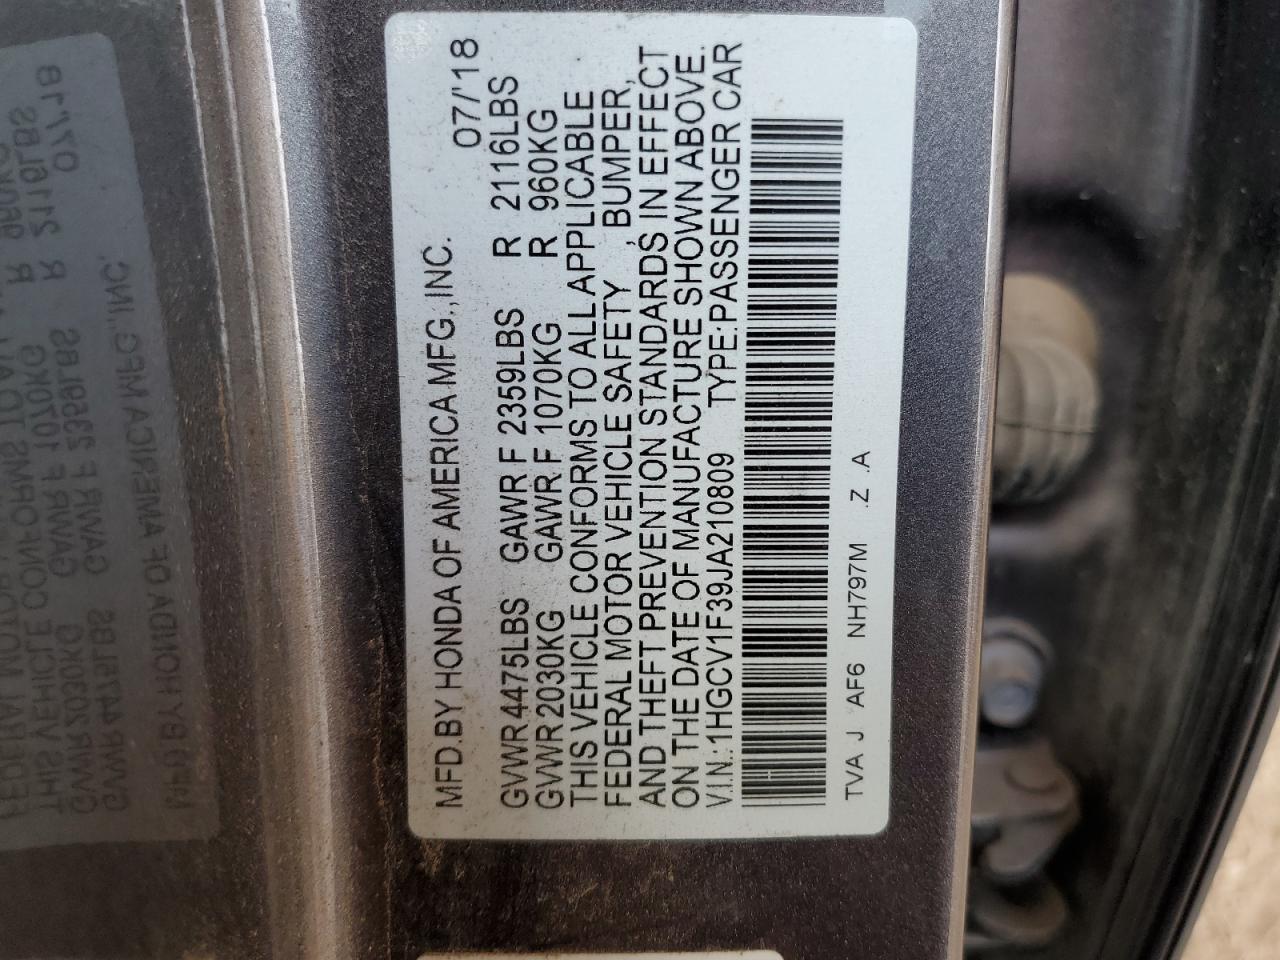 MFD.BY HONDA OF AMERICA MFG.,INC. 07/'18
GVWR 4475LBS GAWR F 2359LBS R 2116LBS
GVWR 2030KG GAWR F 1070KG R 960KG
THIS VEHICLE CONFORMS TO ALL APPLICABLE
FEDERAL MOTOR VEHICLE SAFETY , BUMPER,
AND THEFT PREVENTION STANDARDS IN EFFECT
ON THE DATE OF MANUFACTURE SHOWN ABOVE.
V.I.N.:1HGCV1F39JA210809 TYPE:PASSENGER CAR
TVA J AF6 NH797M .Z .A